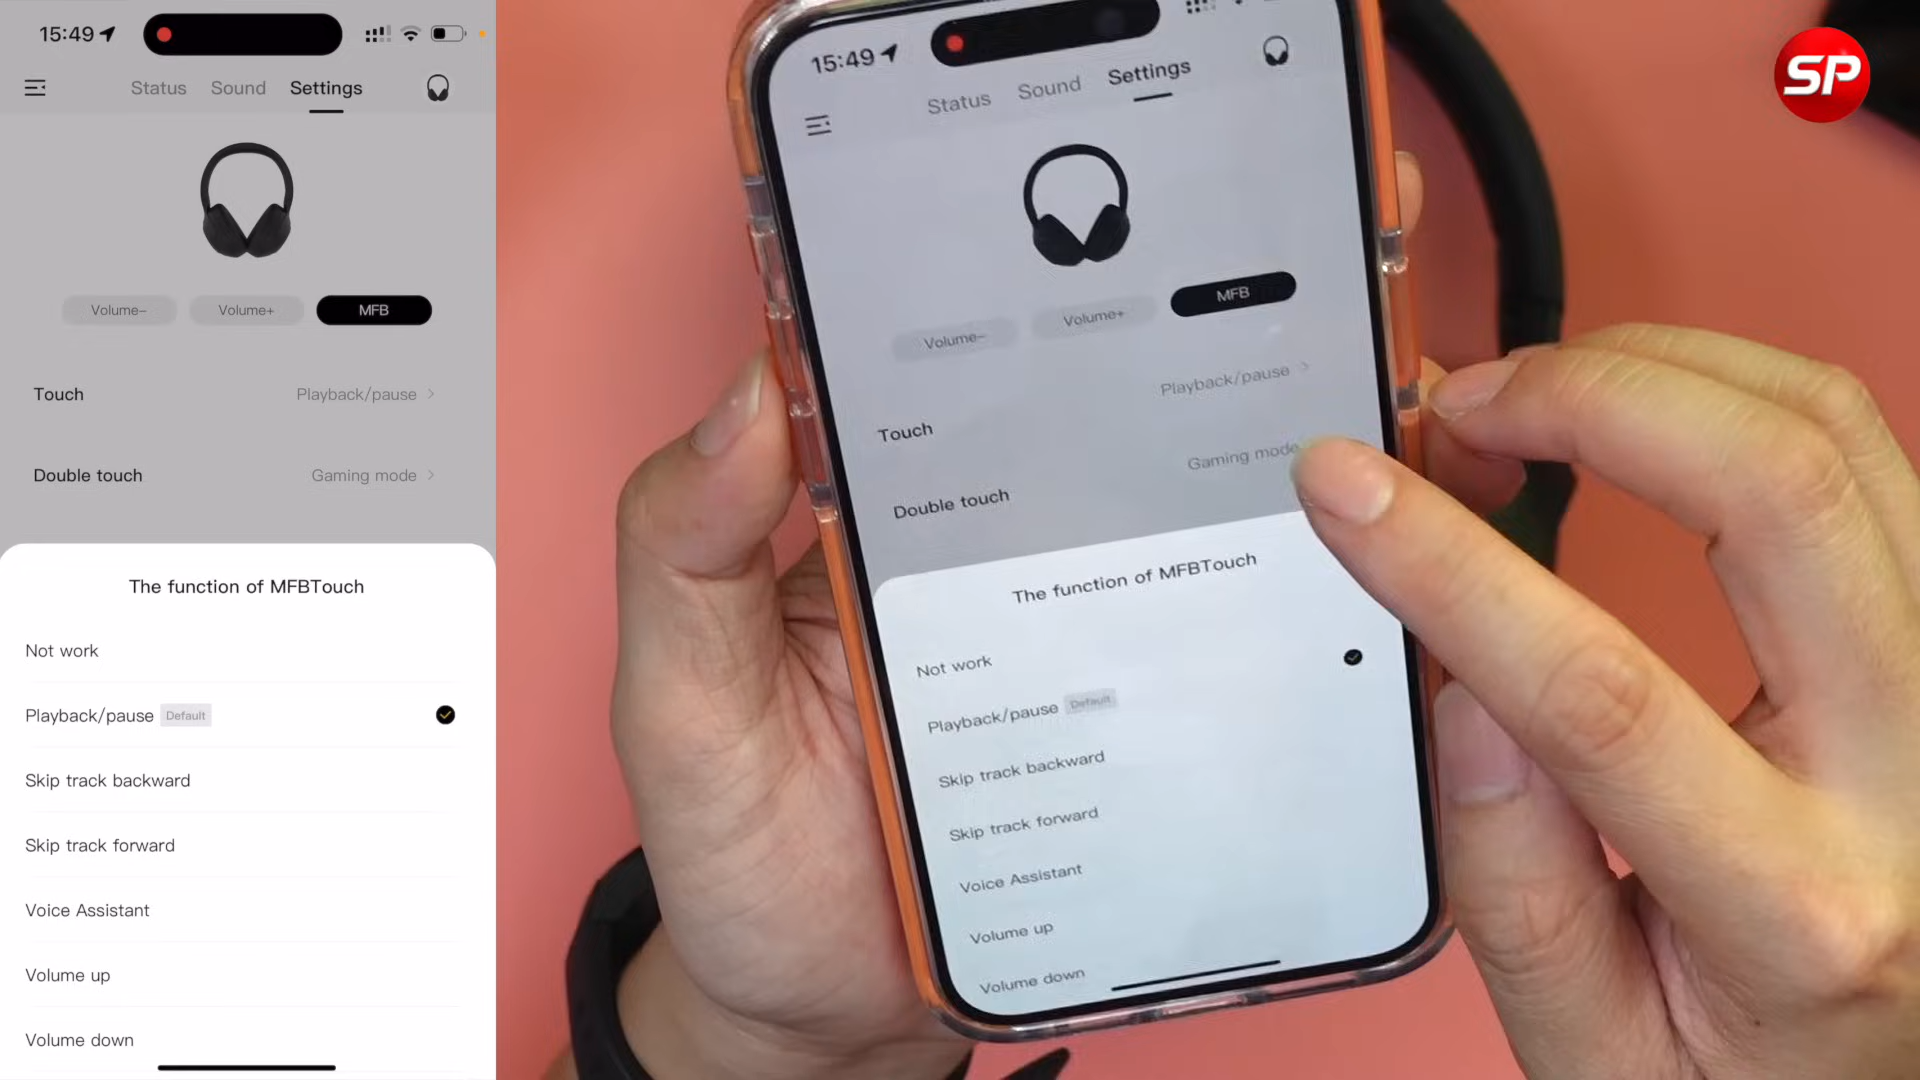 15:49
Status Sound Settings
Volume- Volume+ MFB
Touch Playback/pause
Double touch Gaming mode
The function of MFBTouch
Not work
Playback/pause Default
Skip track backward
Skip track forward
Voice Assistant
Volume up
Volume down
15:49
Status Sound Settings
Volume- Volume+ MFB
Touch Playback/pause
Double touch Gaming mode
The function of MFBTouch
Not work
Playback/pause Default
Skip track backward
Skip track forward
Voice Assistant
Volume up
Volume down
SP